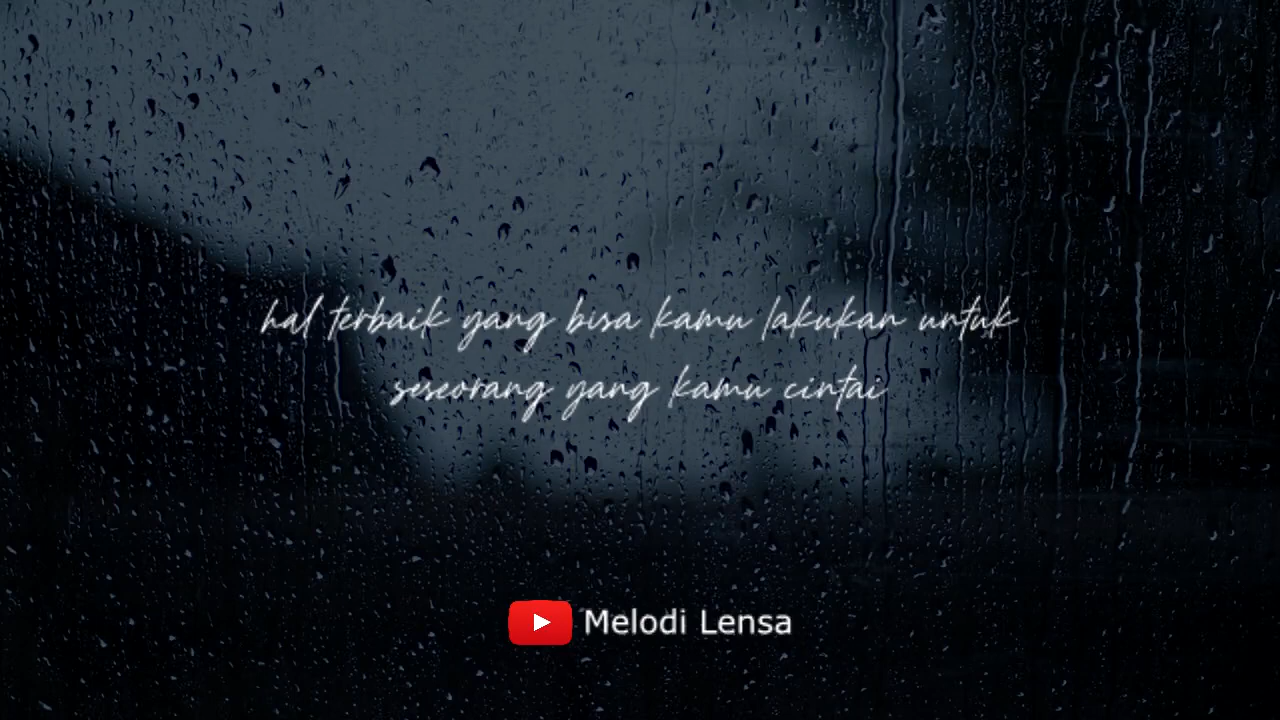 hal terbaik yang bisa kamu lakukan untuk
seseorang yang kamu cintai
Melodi Lensa